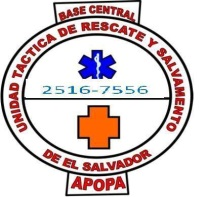 BASE CENTRAL
UNIDAD TACTICA DE RESCATE Y SALVAMENTO
2516-7556
DE EL SALVADOR
APOPA